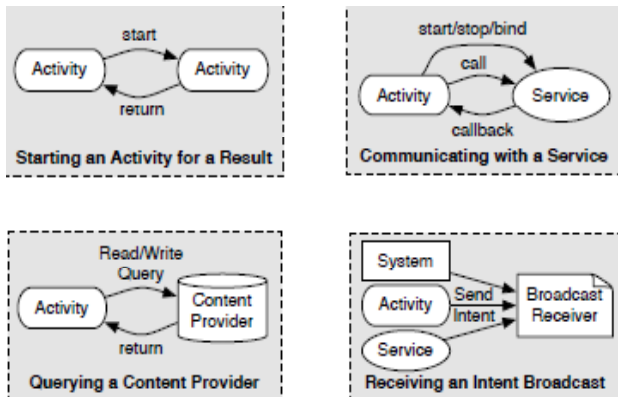 start
Activity
Activity
return
Starting an Activity for a Result
start/stop/bind
call
Activity
Service
callback
Communicating with a Service
Read/Write
Query
Activity
Content
Provider
return
Querying a Content Provider
System
Activity
Send
Intent
Broadcast
Receiver
Service
Receiving an Intent Broadcast